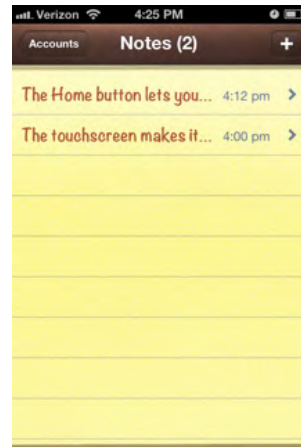 Verizon 4:25 PM
Accounts Notes (2) +
The Home button lets you... 4:12 pm >
The touchscreen makes it... 4:00 pm >